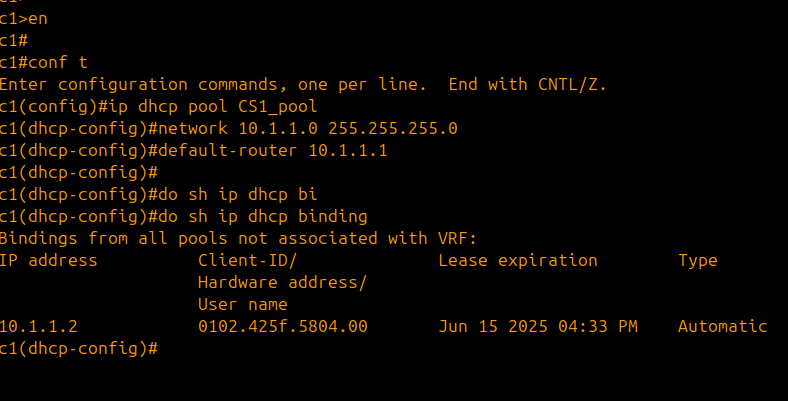 c1>
c1>en
c1#
c1#conf t
Enter configuration commands, one per line.  End with CNTL/Z.
c1(config)#ip dhcp pool CS1_pool
c1(dhcp-config)#network 10.1.1.0 255.255.255.0
c1(dhcp-config)#default-router 10.1.1.1
c1(dhcp-config)#
c1(dhcp-config)#do sh ip dhcp bi
c1(dhcp-config)#do sh ip dhcp binding
Bindings from all pools not associated with VRF:
IP address          Client-ID/              Lease expiration        Type
                    Hardware address/
                    User name
10.1.1.2            0102.425f.5804.00       Jun 15 2025 04:33 PM    Automatic
c1(dhcp-config)#